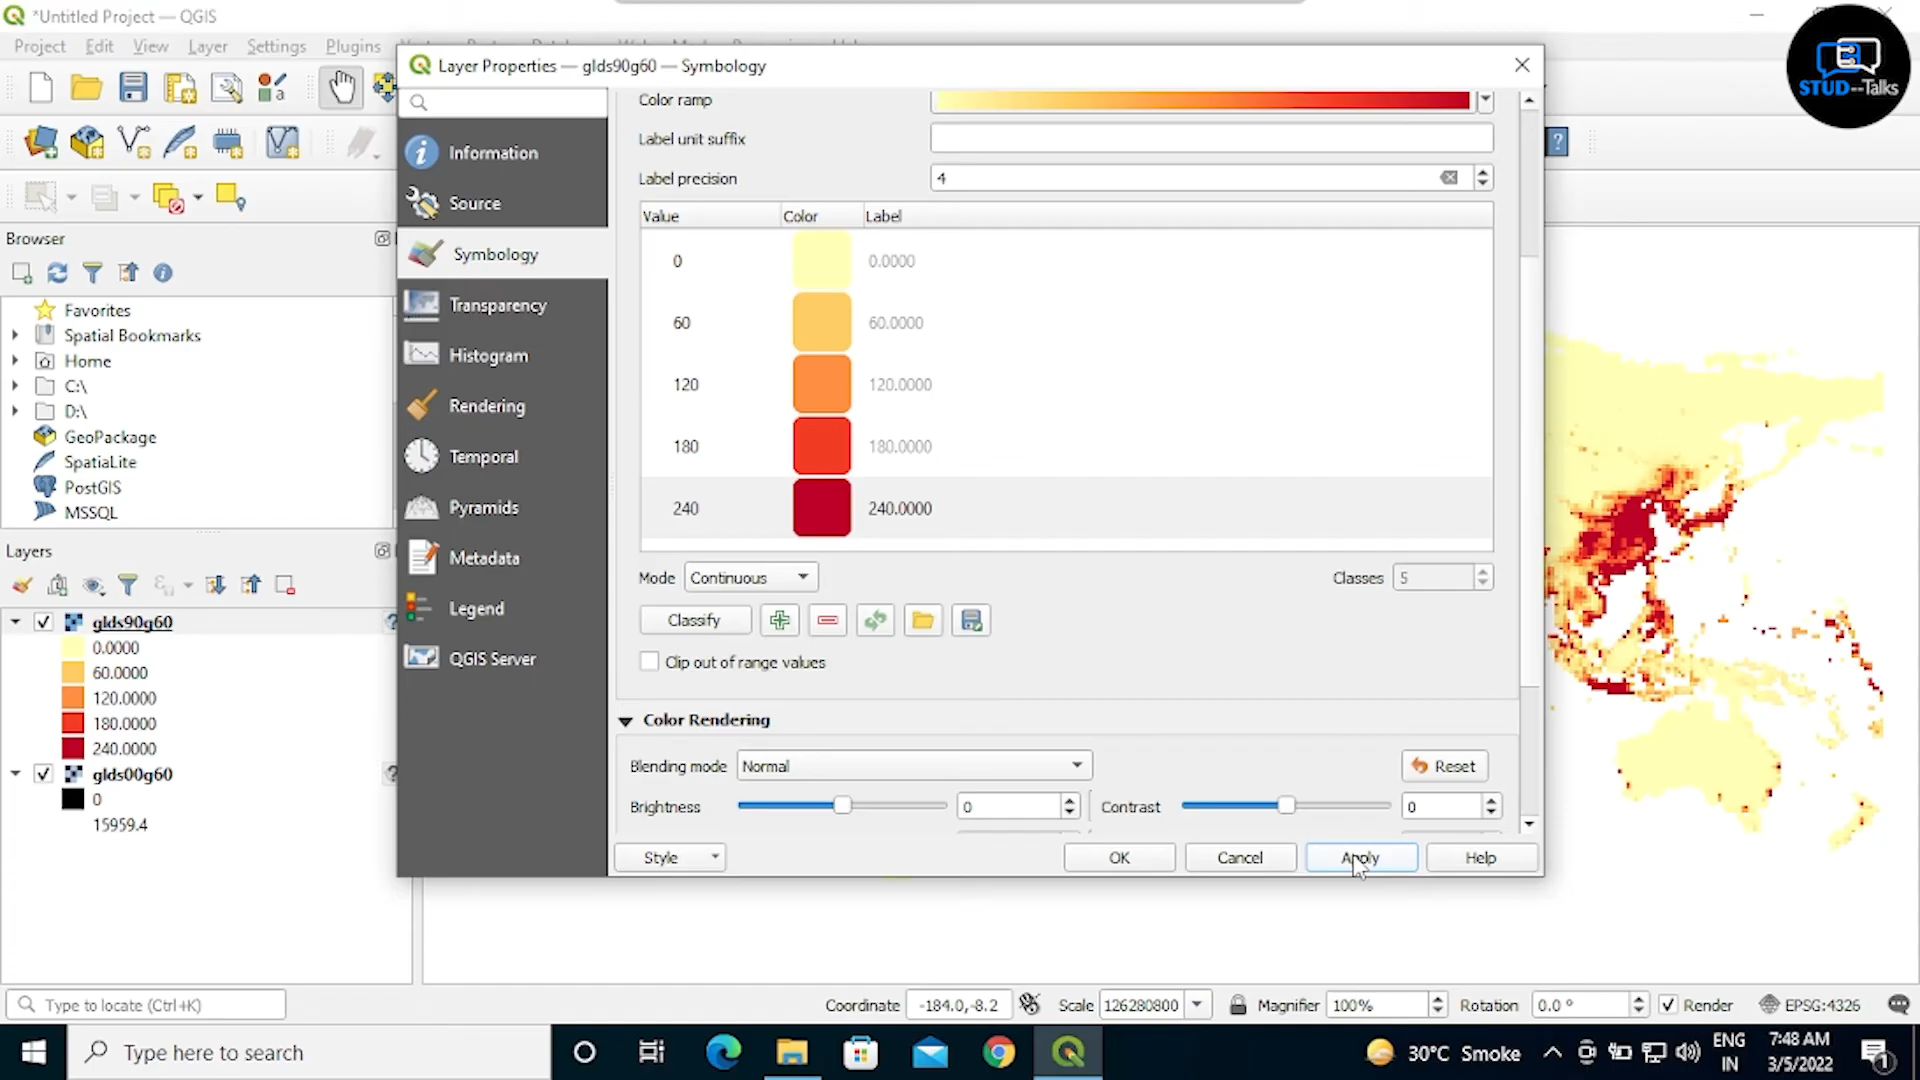 *Untitled Project — QGIS
Project Edit View Layer Settings Plugins
STUD--Talks
Layer Properties — glds90g60 — Symbology
Information
Source
Symbology
Transparency
Histogram
Rendering
Temporal
Pyramids
Metadata
Legend
QGIS Server
Color ramp
Label unit suffix
Label precision 4
Value Color Label
0 0.0000
60 60.0000
120 120.0000
180 180.0000
240 240.0000
Mode Continuous Classes 5
Classify
Clip out of range values
Color Rendering
Blending mode Normal Reset
Brightness 0 Contrast 0
Style OK Cancel Apply Help
Browser
Favorites
Spatial Bookmarks
Home
C:\
D:\
GeoPackage
SpatiaLite
PostGIS
MSSQL
Layers
glds90g60
0.0000
60.0000
120.0000
180.0000
240.0000
glds00g60
0
15959.4
Type to locate (Ctrl+K) Coordinate -184.0,-8.2 Scale 126280800 Magnifier 100% Rotation 0.0 ° Render EPSG:4326
Type here to search 30°C Smoke ENG 7:48 AM
IN 3/5/2022 1